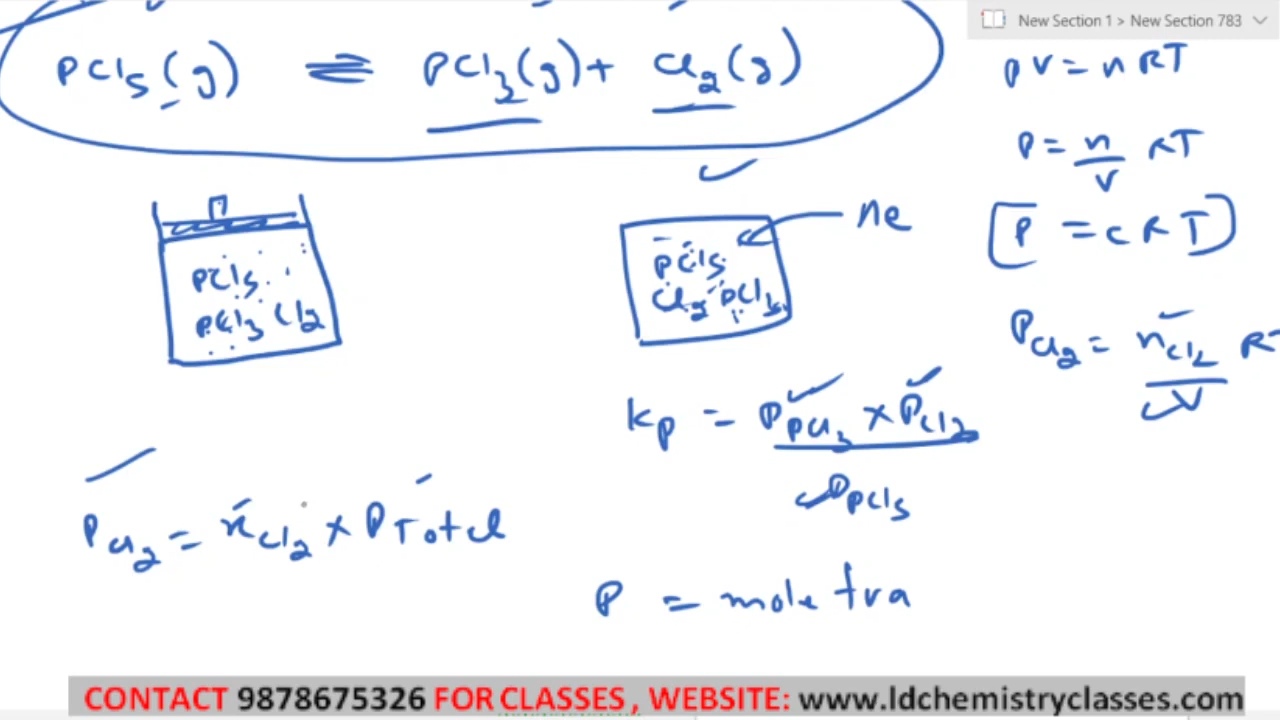 New Section 1 > New Section 783
PCl5(g) ⇌ PCl3(g) + Cl2(g)
PV = nRT
P = n/V RT
[P = CRT]
PCl5
PCl3 Cl2
PCl5
Cl2 PCl3
ne
PCl2 = nCl2/V RT
Kp = PPCl3 × PCl2
PPCl5
PCl2 = xCl2 × PTotal
P = mole fra
CONTACT 9878675326 FOR CLASSES , WEBSITE: www.ldchemistryclasses.com